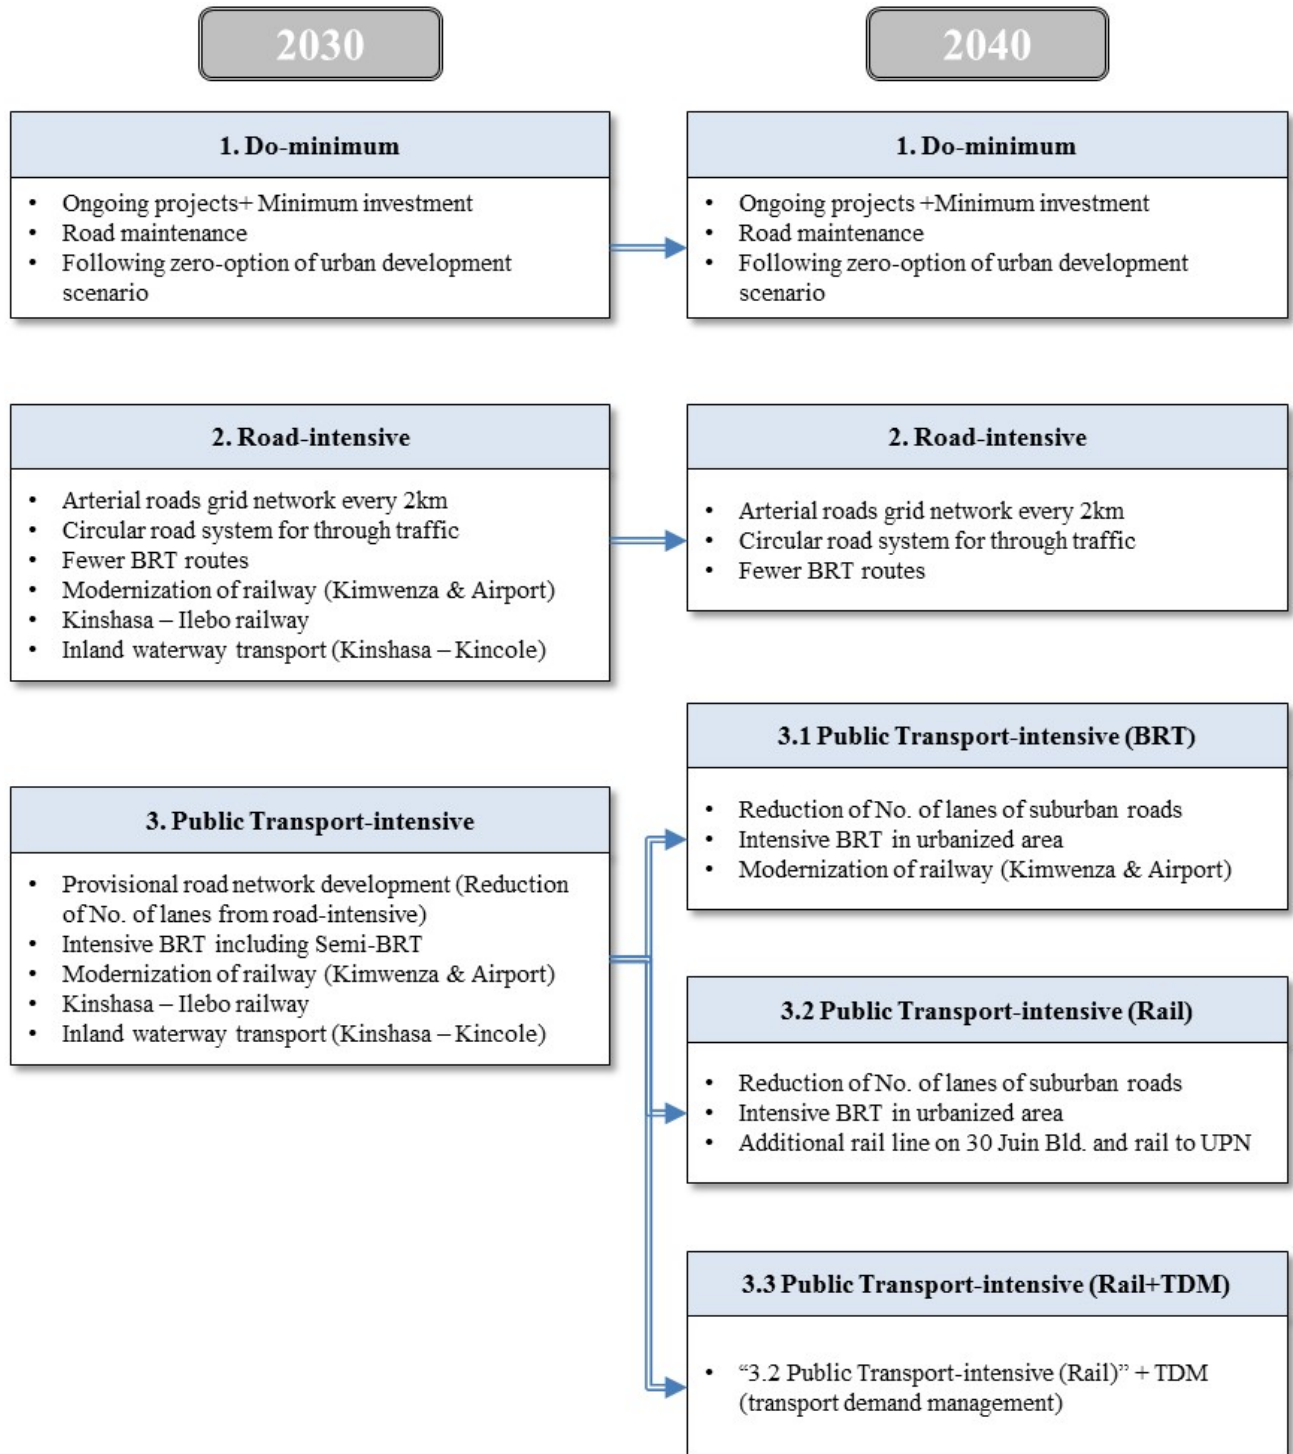 2030
2040
1. Do-minimum
• Ongoing projects+ Minimum investment
• Road maintenance
• Following zero-option of urban development
scenario
1. Do-minimum
• Ongoing projects +Minimum investment
• Road maintenance
• Following zero-option of urban development
scenario
2. Road-intensive
• Arterial roads grid network every 2km
• Circular road system for through traffic
• Fewer BRT routes
• Modernization of railway (Kimwenza & Airport)
• Kinshasa – Ilebo railway
• Inland waterway transport (Kinshasa – Kincole)
2. Road-intensive
• Arterial roads grid network every 2km
• Circular road system for through traffic
• Fewer BRT routes
3. Public Transport-intensive
• Provisional road network development (Reduction
of No. of lanes from road-intensive)
• Intensive BRT including Semi-BRT
• Modernization of railway (Kimwenza & Airport)
• Kinshasa – Ilebo railway
• Inland waterway transport (Kinshasa – Kincole)
3.1 Public Transport-intensive (BRT)
• Reduction of No. of lanes of suburban roads
• Intensive BRT in urbanized area
• Modernization of railway (Kimwenza & Airport)
3.2 Public Transport-intensive (Rail)
• Reduction of No. of lanes of suburban roads
• Intensive BRT in urbanized area
• Additional rail line on 30 Juin Bld. and rail to UPN
3.3 Public Transport-intensive (Rail+TDM)
• “3.2 Public Transport-intensive (Rail)” + TDM
(transport demand management)